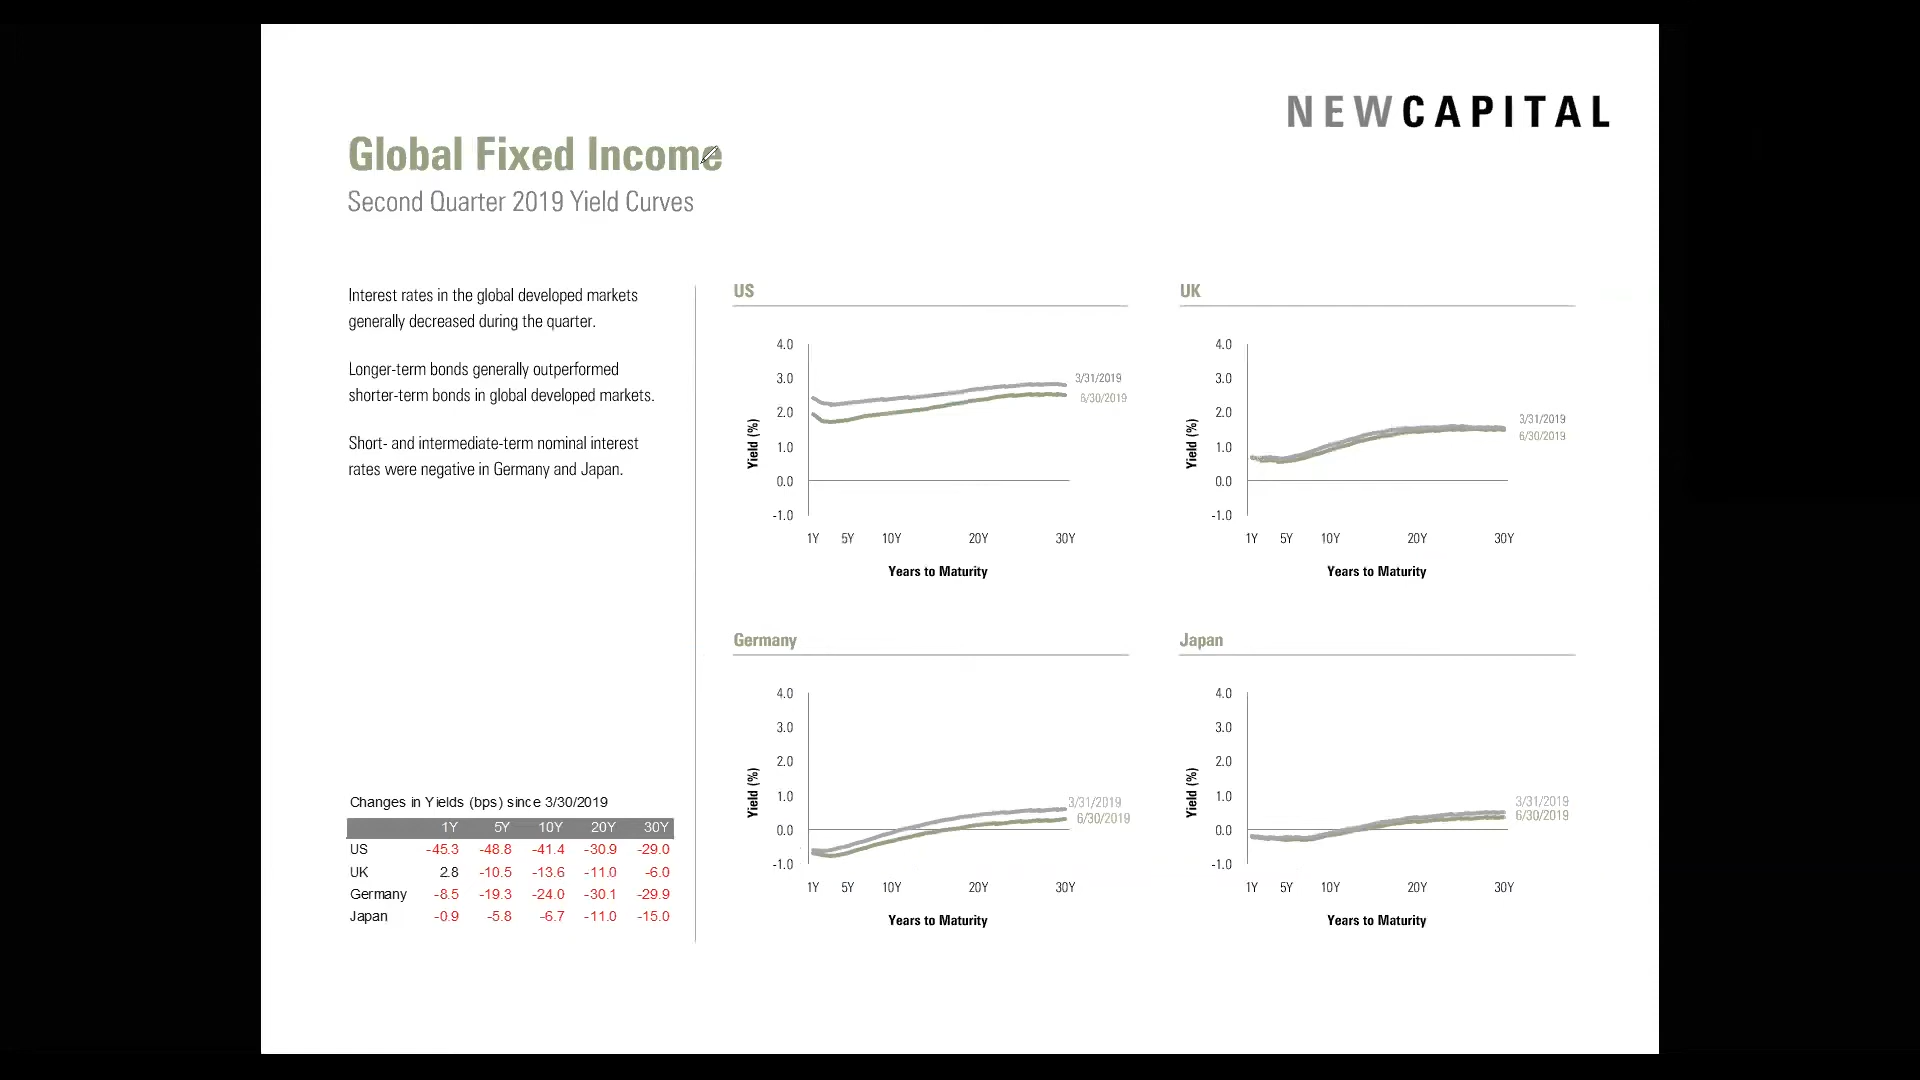 NEWCAPITAL
Global Fixed Income
Second Quarter 2019 Yield Curves
Interest rates in the global developed markets
generally decreased during the quarter.
Longer-term bonds generally outperformed
shorter-term bonds in global developed markets.
Short- and intermediate-term nominal interest
rates were negative in Germany and Japan.
Changes in Yields (bps) since 3/30/2019
1Y 5Y 10Y 20Y 30Y
US -45.3 -48.8 -41.4 -30.9 -29.0
UK 2.8 -10.5 -13.6 -11.0 -6.0
Germany -8.5 -19.3 -24.0 -30.1 -29.9
Japan -0.9 -5.8 -6.7 -11.0 -15.0
US
Yield (%)
4.0
3.0
2.0
1.0
0.0
-1.0
3/31/2019
6/30/2019
1Y 5Y 10Y 20Y 30Y
Years to Maturity
UK
Yield (%)
4.0
3.0
2.0
1.0
0.0
-1.0
3/31/2019
6/30/2019
1Y 5Y 10Y 20Y 30Y
Years to Maturity
Germany
Yield (%)
4.0
3.0
2.0
1.0
0.0
-1.0
3/31/2019
6/30/2019
1Y 5Y 10Y 20Y 30Y
Years to Maturity
Japan
Yield (%)
4.0
3.0
2.0
1.0
0.0
-1.0
3/31/2019
6/30/2019
1Y 5Y 10Y 20Y 30Y
Years to Maturity